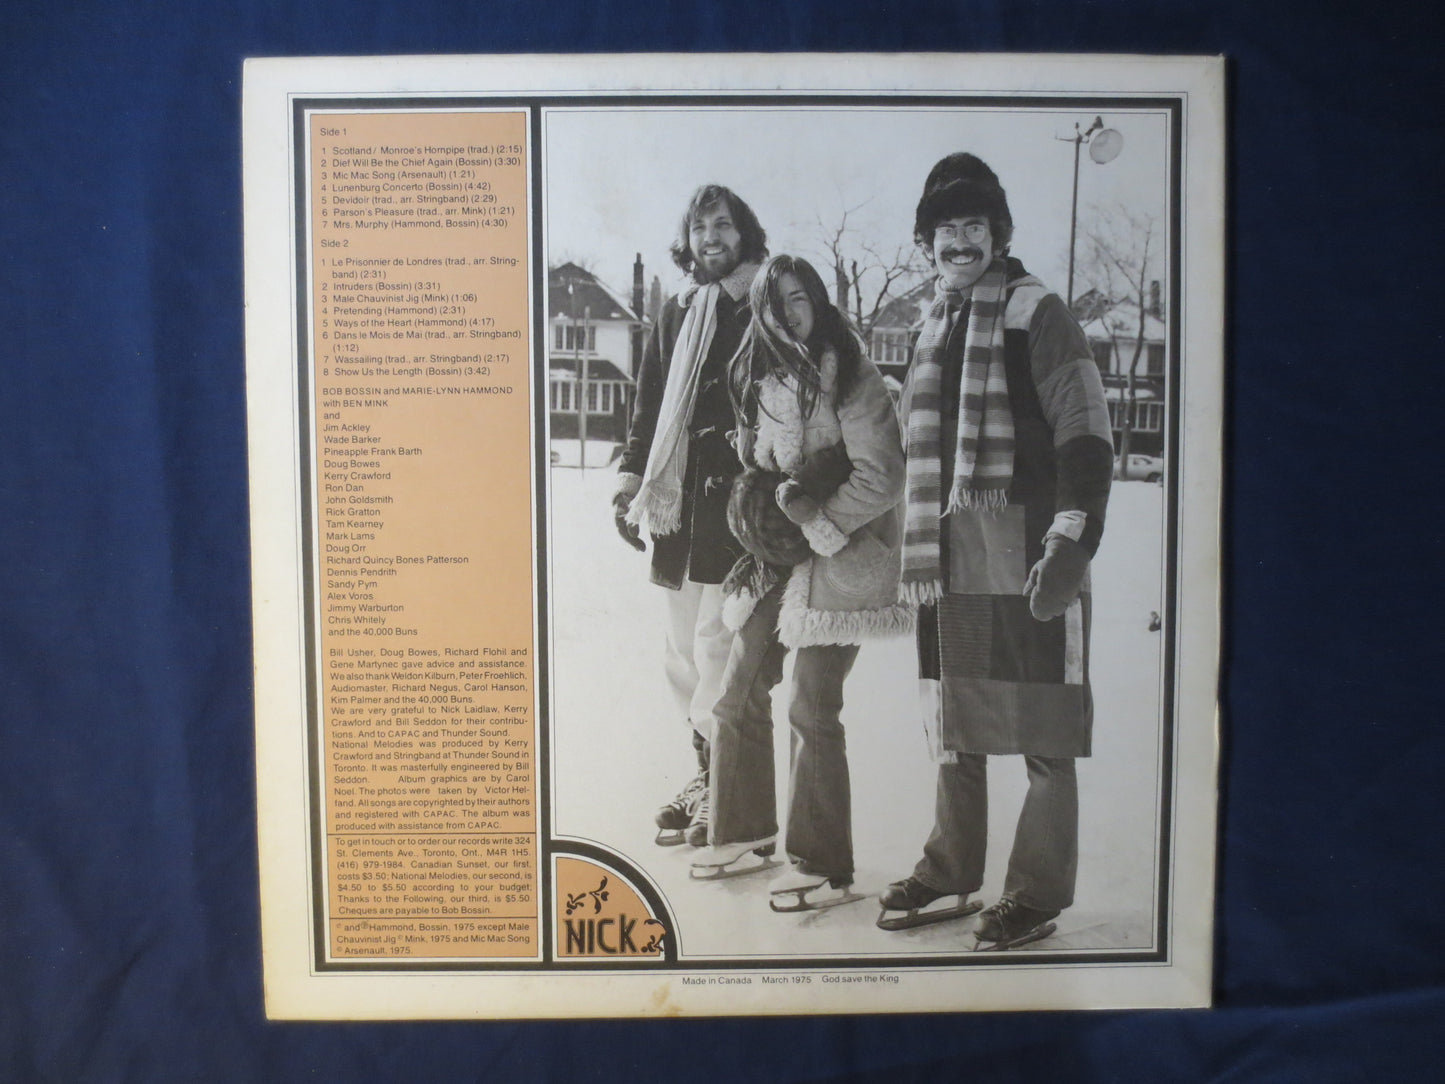 Side 1
1 Scotland / Monroe's Hornpipe (trad.) (2:15)
2 Dief Will Be the Chief Again (Bossin) (3:30)
3 Mic Mac Song (Arsenault) (1:21)
4 Lunenburg Concerto (Bossin) (4:42)
5 Devidoir (trad., arr. Stringband) (2:29)
6 Parson's Pleasure (trad., arr. Mink) (1:21)
7 Mrs. Murphy (Hammond, Bossin) (4:30)
Side 2
1 Le Prisonnier de Londres (trad., arr. String-
band) (2:31)
2 Intruders (Bossin) (3:31)
3 Male Chauvinist Jig (Mink) (1:06)
4 Pretending (Hammond) (2:31)
5 Ways of the Heart (Hammond) (4:17)
6 Dans le Mois de Mai (trad., arr. Stringband)
(1:12)
7 Wassailing (trad., arr. Stringband) (2:17)
8 Show Us the Length (Bossin) (3:42)
BOB BOSSIN and MARIE-LYNN HAMMOND
with BEN MINK
and
Jim Ackley
Wade Barker
Pineapple Frank Barth
Doug Bowes
Kerry Crawford
Ron Dan
John Goldsmith
Rick Gratton
Tam Kearney
Mark Lams
Doug Orr
Richard Quincy Bones Patterson
Dennis Pendrith
Sandy Pym
Alex Voros
Jimmy Warburton
Chris Whitely
and the 40,000 Buns
Bill Usher, Doug Bowes, Richard Flohil and
Gene Martynec gave advice and assistance.
We also thank Weldon Kilburn, Peter Froehlich,
Audiomaster, Richard Negus, Carol Hanson,
Kim Palmer and the 40,000 Buns.
We are very grateful to Nick Laidlaw, Kerry
Crawford and Bill Seddon for their contribu-
tions. And to CAPAC and Thunder Sound.
National Melodies was produced by Kerry
Crawford and Stringband at Thunder Sound in
Toronto. It was masterfully engineered by Bill
Seddon. Album graphics are by Carol
Noel. The photos were taken by Victor Hel-
fand. All songs are copyrighted by their authors
and registered with CAPAC. The album was
produced with assistance from CAPAC.
To get in touch or to order our records write 324
St. Clements Ave., Toronto, Ont., M4R 1H5.
(416) 979-1984. Canadian Sunset, our first,
costs $3.50; National Melodies, our second, is
$4.50 to $5.50 according to your budget;
Thanks to the Following, our third, is $5.50.
Cheques are payable to Bob Bossin.
© and ℗ Hammond, Bossin, 1975 except Male
Chauvinist Jig © Mink, 1975 and Mic Mac Song
© Arsenault, 1975.
NICK
Made in Canada March 1975 God save the King